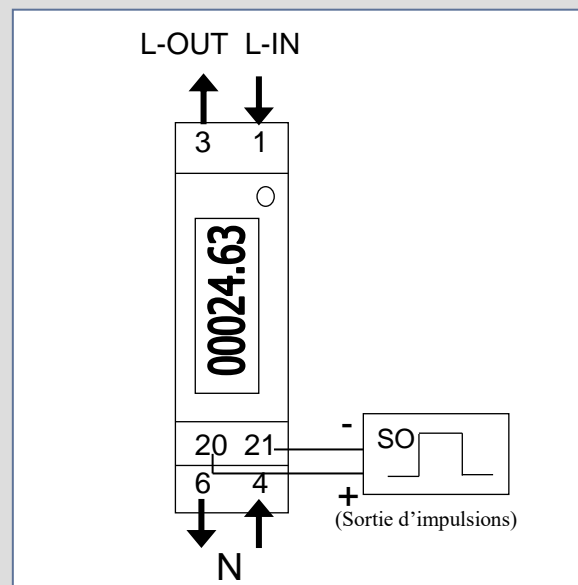 L-OUT L-IN
3 1
00024.63
20 21
- SO
6 4
+
(Sortie d'impulsions)
N